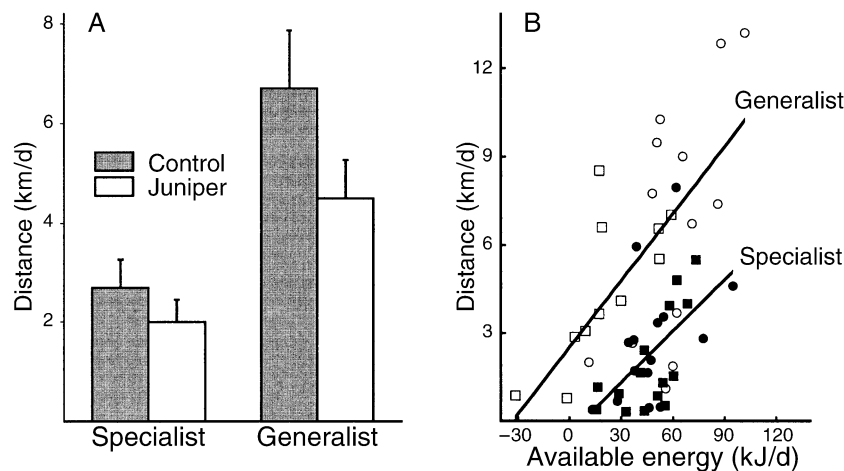 A
8
6
4
2
Distance (km/d)
Control
Juniper
Specialist
Generalist
B
12
9
6
3
Distance (km/d)
Generalist
Specialist
−30
0
30
60
90
120
Available energy (kJ/d)